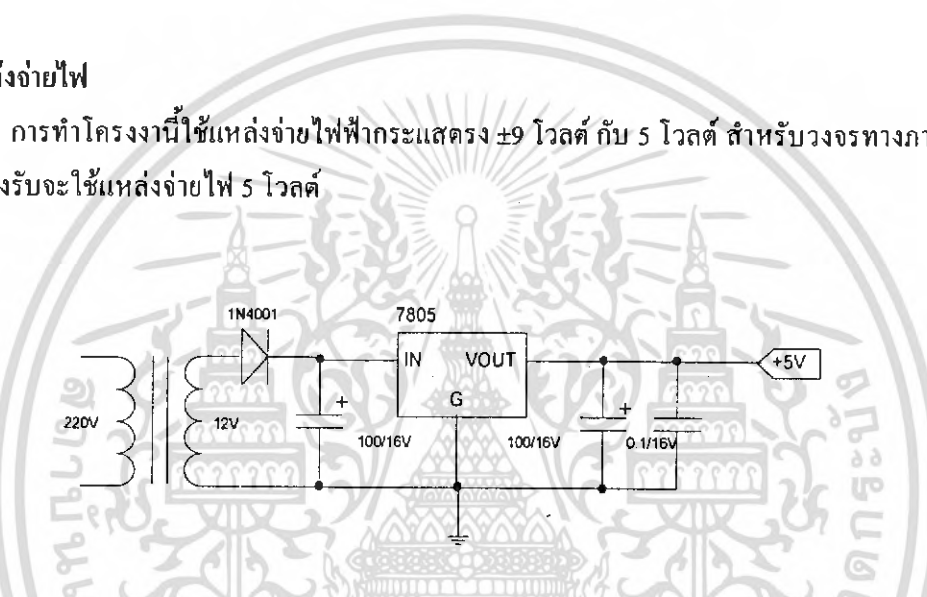 งจ่ายไฟ
การทำโครงงานี้ใช้แหล่งจ่ายไฟฟ้ากระแสตรง ±9 โวลต์ กับ 5 โวลต์ สำหรับวงจรทางภา
งรับจะใช้แหล่งจ่ายไฟ 5 โวลต์
1N4001
7805
IN
VOUT
+5V
G
220V
12V
+
100/16V
+
100/16V
0.1/16V